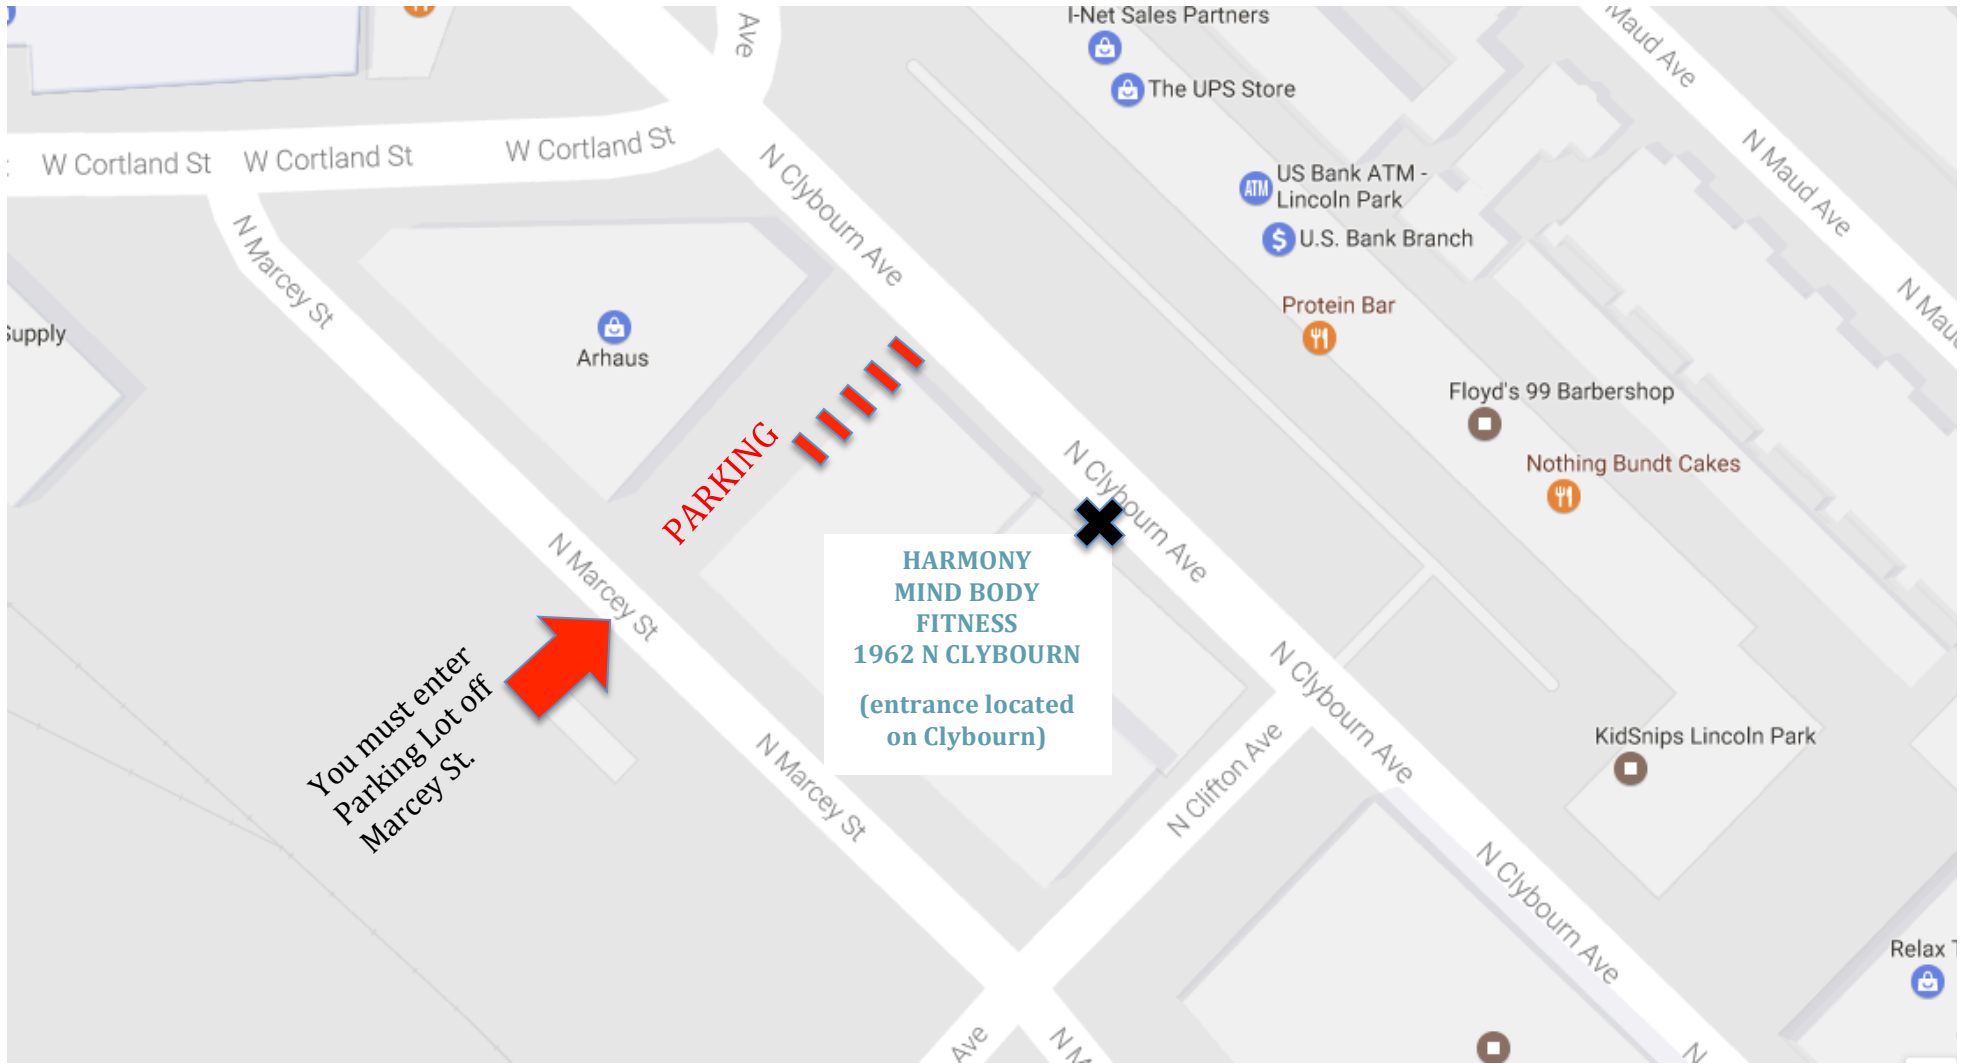 I-Net Sales Partners
The UPS Store
Ave
Maud Ave
W Cortland St
W Cortland St
W Cortland St
N Clybourn Ave
N Maud Ave
US Bank ATM -
Lincoln Park
ATM
$
U.S. Bank Branch
N Marcey St
N Maud
Supply
Arhaus
Protein Bar
Floyd's 99 Barbershop
PARKING
N Clybourn Ave
Nothing Bundt Cakes
N Marcey St
HARMONY
MIND BODY
FITNESS
1962 N CLYBOURN
(entrance located
on Clybourn)
You must enter
Parking Lot off
Marcey St.
N Clybourn Ave
KidSnips Lincoln Park
N Marcey St
N Clifton Ave
N Clybourn Ave
Relax
Ave
N
N